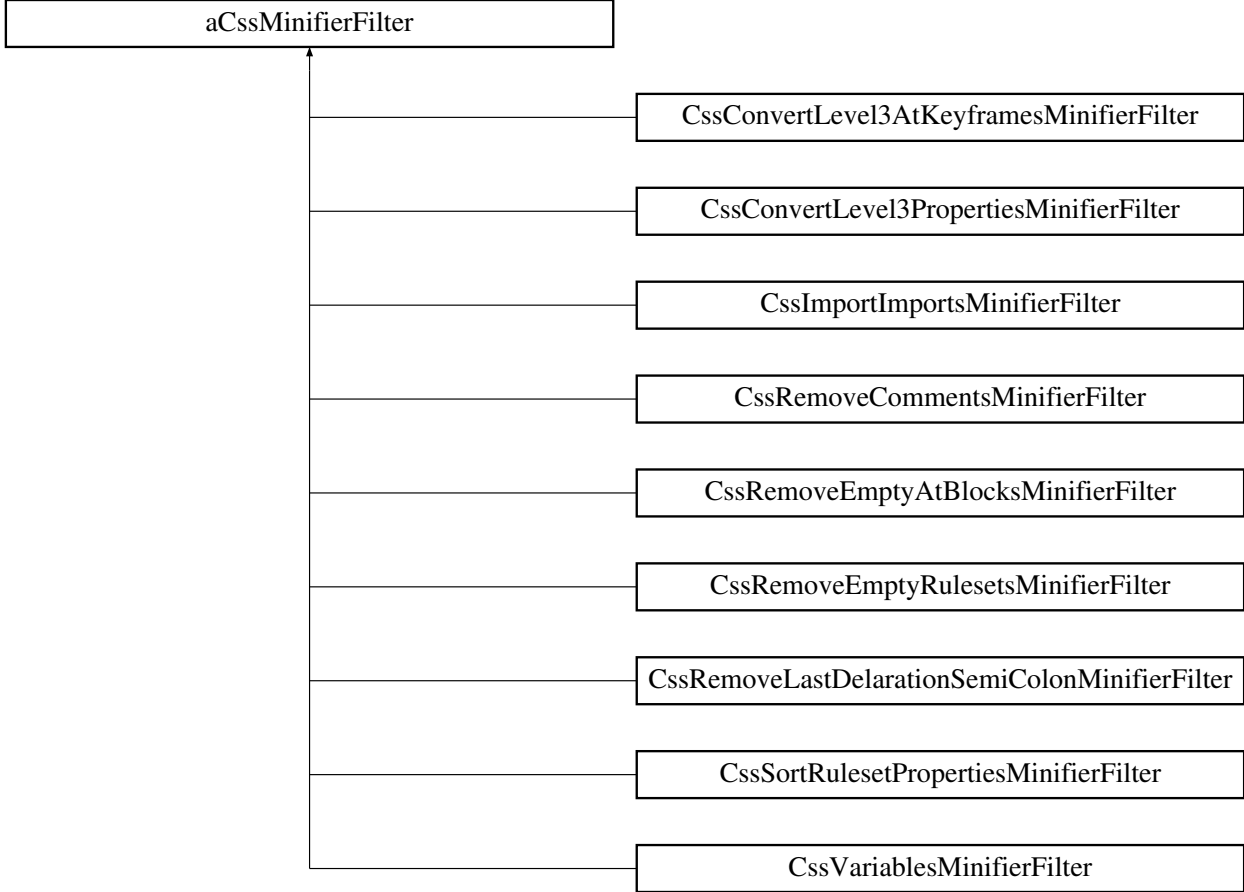 aCssMinifierFilter
CssConvertLevel3AtKeyframesMinifierFilter
CssConvertLevel3PropertiesMinifierFilter
CssImportImportsMinifierFilter
CssRemoveCommentsMinifierFilter
CssRemoveEmptyAtBlocksMinifierFilter
CssRemoveEmptyRulesetsMinifierFilter
CssRemoveLastDelarationSemiColonMinifierFilter
CssSortRulesetPropertiesMinifierFilter
CssVariablesMinifierFilter